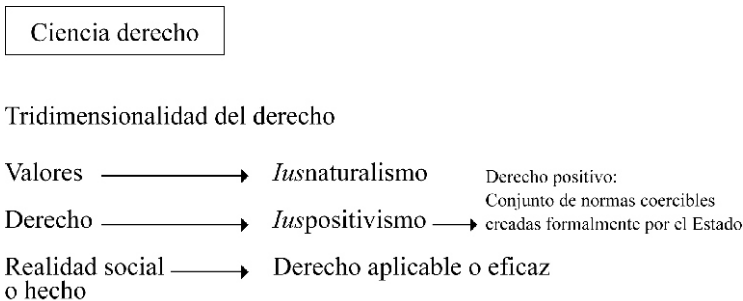 Ciencia derecho
Tridimensionalidad del derecho
Valores Iusnaturalismo
Derecho positivo:
Conjunto de normas coercibles
Derecho Iuspositivismo creadas formalmente por el Estado
Realidad social Derecho aplicable o eficaz
o hecho